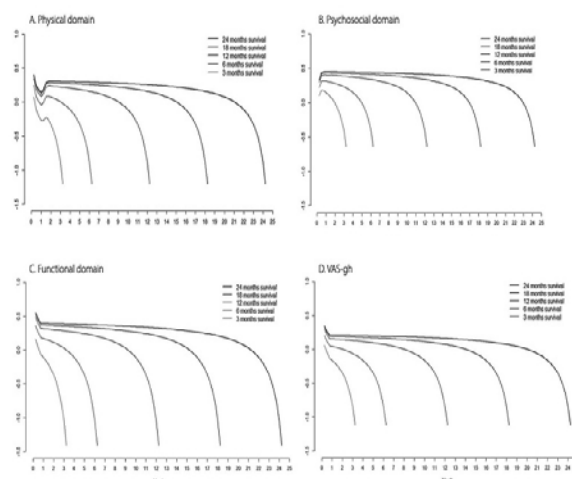 A. Physical domain
24 months survival
18 months survival
12 months survival
6 months survival
3 months survival
1.0
0.5
0.0
-0.5
-1.0
-1.5
0 1 2 3 4 5 6 7 8 9 10 11 12 13 14 15 16 17 18 19 20 21 22 23 24 25
B. Psychosocial domain
24 months survival
18 months survival
12 months survival
6 months survival
3 months survival
1.0
0.5
0.0
-0.5
-1.0
-1.5
0 1 2 3 4 5 6 7 8 9 10 11 12 13 14 15 16 17 18 19 20 21 22 23 24 25
C. Functional domain
24 months survival
18 months survival
12 months survival
6 months survival
3 months survival
1.0
0.5
0.0
-0.5
-1.0
-1.5
0 1 2 3 4 5 6 7 8 9 10 11 12 13 14 15 16 17 18 19 20 21 22 23 24 25
D. VAS-gh
24 months survival
18 months survival
12 months survival
6 months survival
3 months survival
1.0
0.5
0.0
-0.5
-1.0
-1.5
0 1 2 3 4 5 6 7 8 9 10 11 12 13 14 15 16 17 18 19 20 21 22 23 24